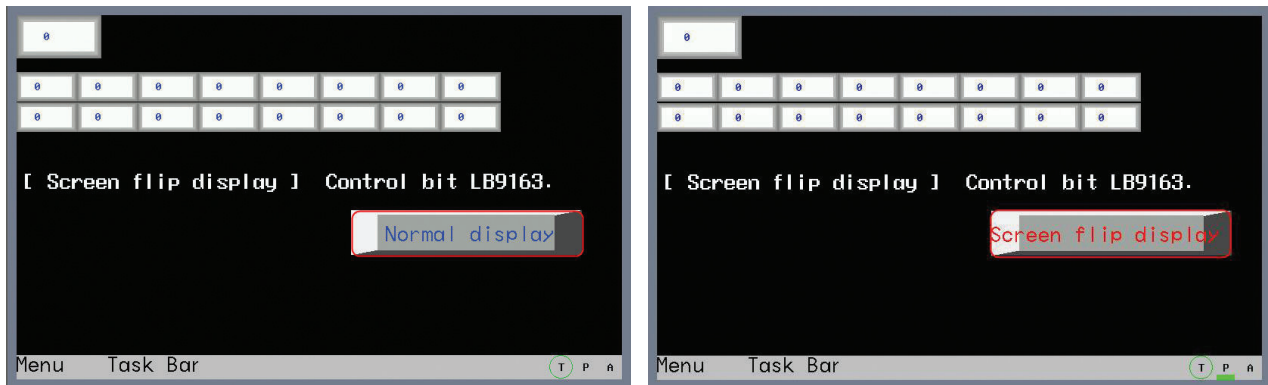 0
0 0 0 0 0 0 0 0
0 0 0 0 0 0 0 0
[ Screen flip display ] Control bit LB9163.
Normal display
Menu Task Bar T P A
0
0 0 0 0 0 0 0 0
0 0 0 0 0 0 0 0
[ Screen flip display ] Control bit LB9163.
Screen flip display
Menu Task Bar T P A